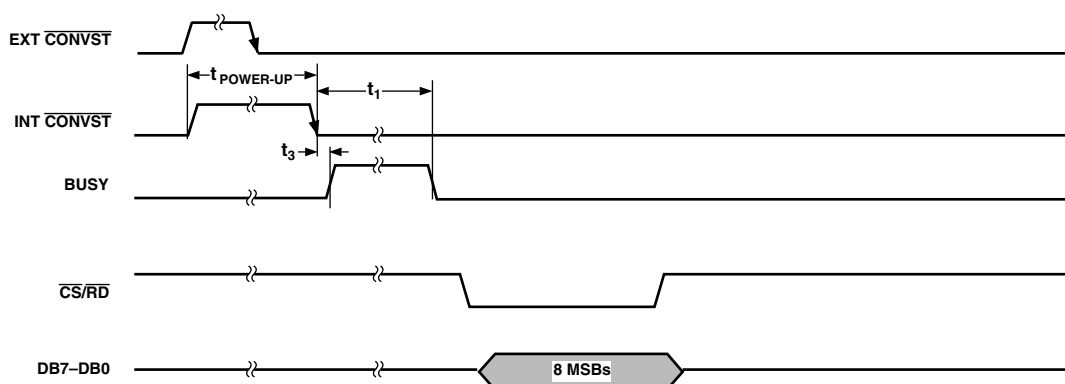 EXT CONVST
t POWER-UP
t1
INT CONVST
t3
BUSY
CS/RD
DB7–DB0
8 MSBs